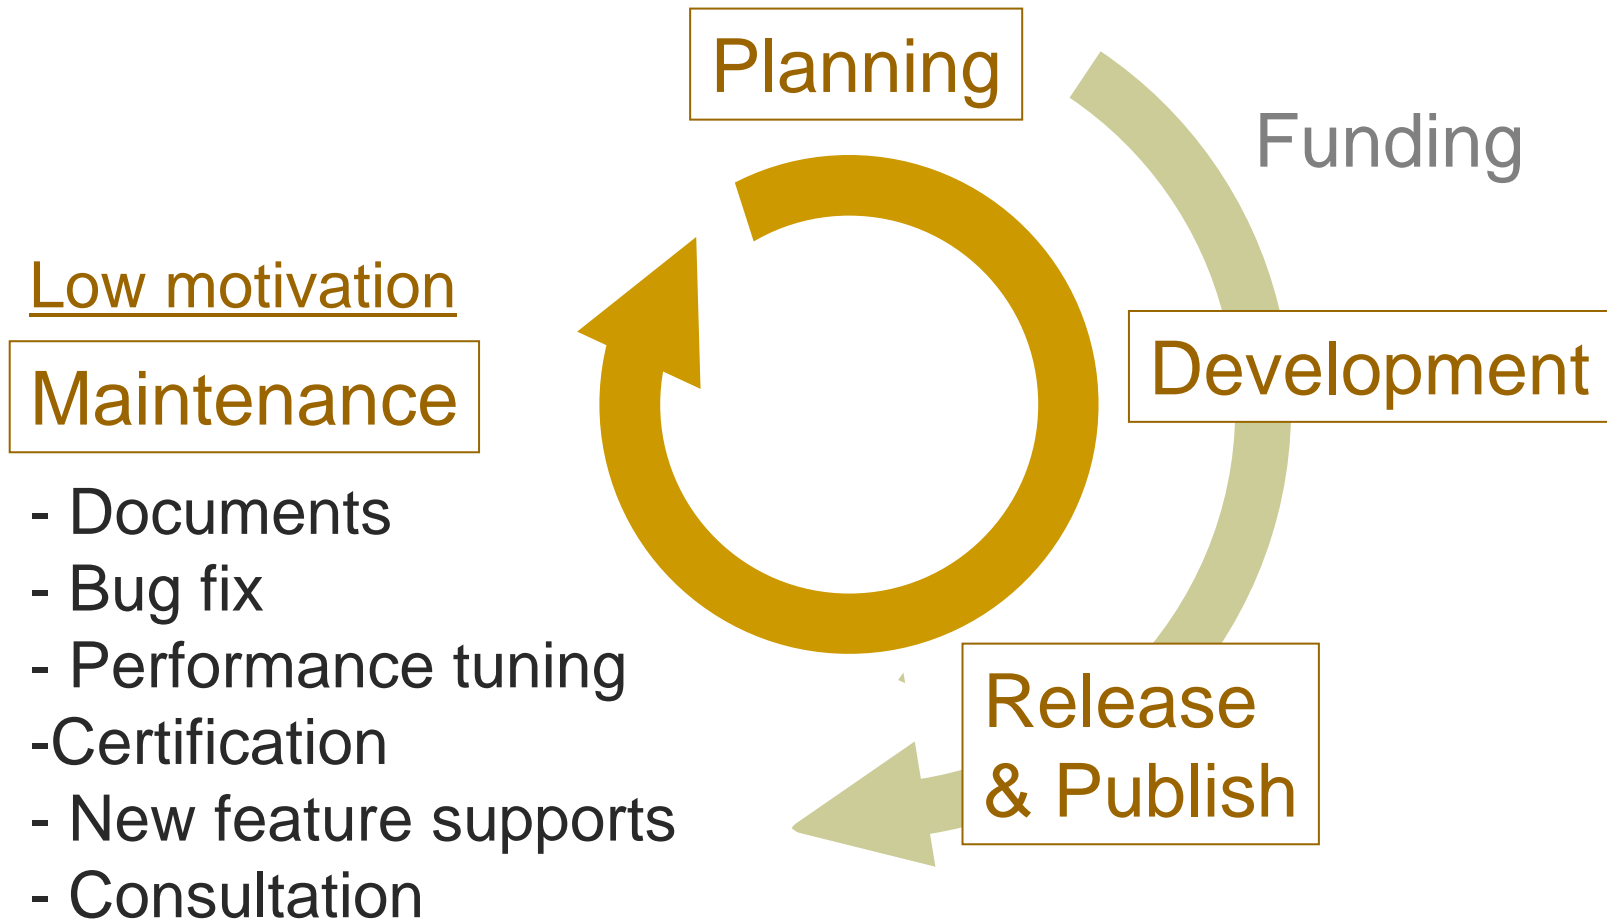 Planning
Funding
Development
Release
& Publish
Low motivation
Maintenance
- Documents
- Bug fix
- Performance tuning
-Certification
- New feature supports
- Consultation